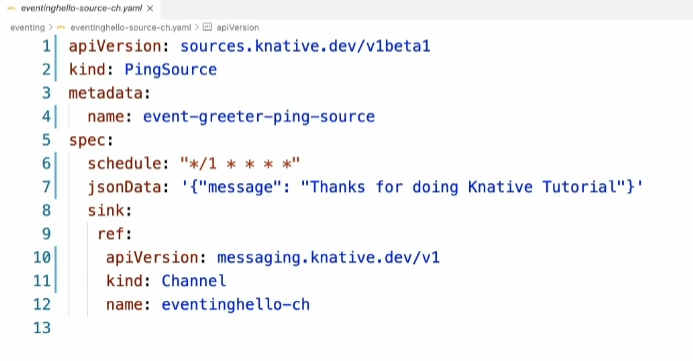 eventinghello-source-ch.yaml ×
eventing > eventinghello-source-ch.yaml > apiVersion
1 apiVersion: sources.knative.dev/v1beta1
2 kind: PingSource
3 metadata:
4 name: event-greeter-ping-source
5 spec:
6 schedule: "*/1 * * * *"
7 jsonData: '{"message": "Thanks for doing Knative Tutorial"}'
8 sink:
9 ref:
10 apiVersion: messaging.knative.dev/v1
11 kind: Channel
12 name: eventinghello-ch
13